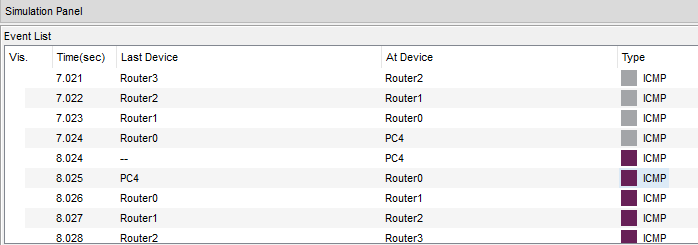 Simulation Panel
Event List
Vis. Time(sec) Last Device At Device Type
7.021 Router3 Router2 ICMP
7.022 Router2 Router1 ICMP
7.023 Router1 Router0 ICMP
7.024 Router0 PC4 ICMP
8.024 -- PC4 ICMP
8.025 PC4 Router0 ICMP
8.026 Router0 Router1 ICMP
8.027 Router1 Router2 ICMP
8.028 Router2 Router3 ICMP